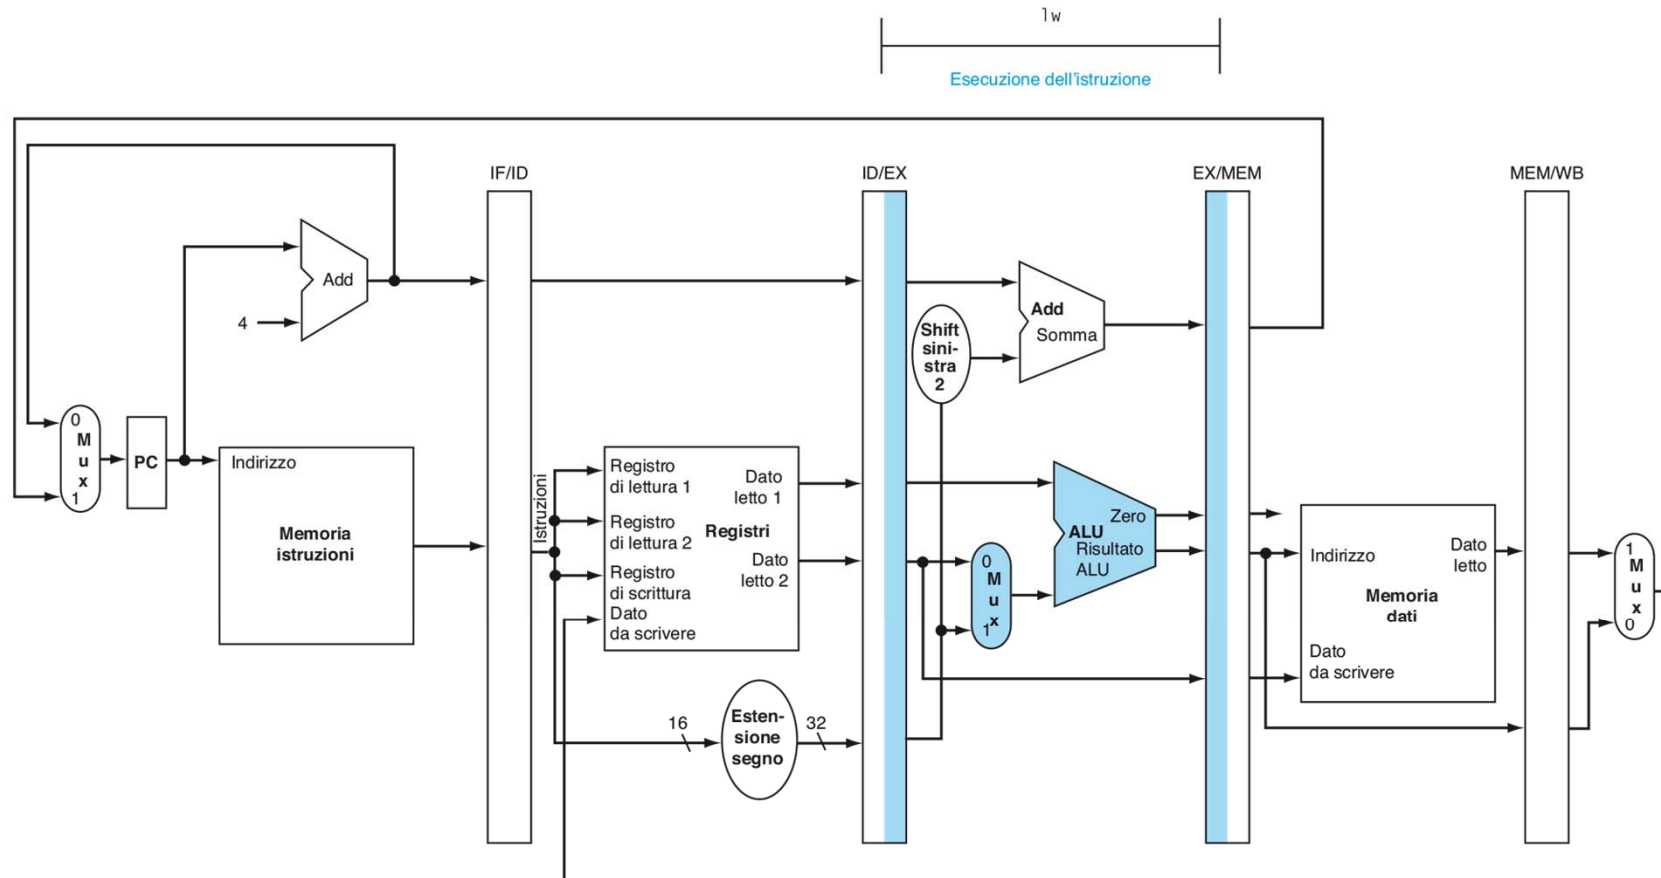 lw
Esecuzione dell'istruzione
IF/ID
ID/EX
EX/MEM
MEM/WB
Add
4
Shift
sini-
stra
2
Add
Somma
0
M
u
x
1
PC
Indirizzo
Memoria
istruzioni
Istruzioni
Registro
di lettura 1
Registro
di lettura 2
Registro
di scrittura
Dato
da scrivere
Dato
letto 1
Registri
Dato
letto 2
16
Esten-
sione
segno
32
0
M
u
x
1
Zero
ALU
Risultato
ALU
Indirizzo
Dato
letto
Memoria
dati
Dato
da scrivere
1
M
u
x
0